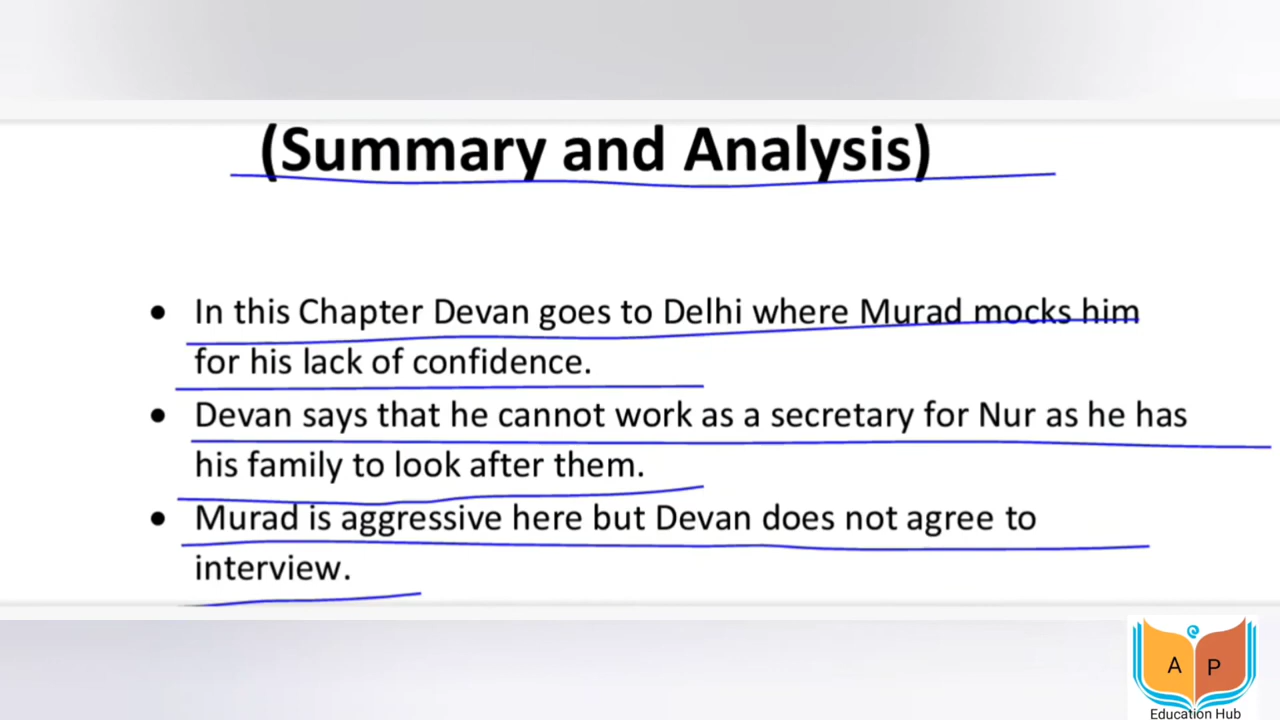 (Summary and Analysis)
• In this Chapter Devan goes to Delhi where Murad mocks him
for his lack of confidence.
• Devan says that he cannot work as a secretary for Nur as he has
his family to look after them.
• Murad is aggressive here but Devan does not agree to
interview.
A P
Education Hub